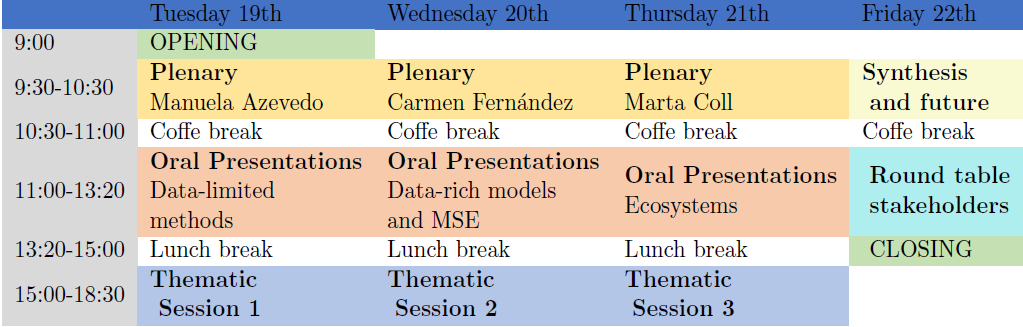 Tuesday 19th Wednesday 20th Thursday 21th Friday 22th
9:00 OPENING
9:30-10:30 Plenary Plenary Plenary Synthesis
Manuela Azevedo Carmen Fernández Marta Coll and future
10:30-11:00 Coffe break Coffe break Coffe break Coffe break
11:00-13:20 Oral Presentations Oral Presentations Oral Presentations Round table
Data-limited Data-rich models Ecosystems stakeholders
methods and MSE
13:20-15:00 Lunch break Lunch break Lunch break CLOSING
15:00-18:30 Thematic Thematic Thematic
Session 1 Session 2 Session 3